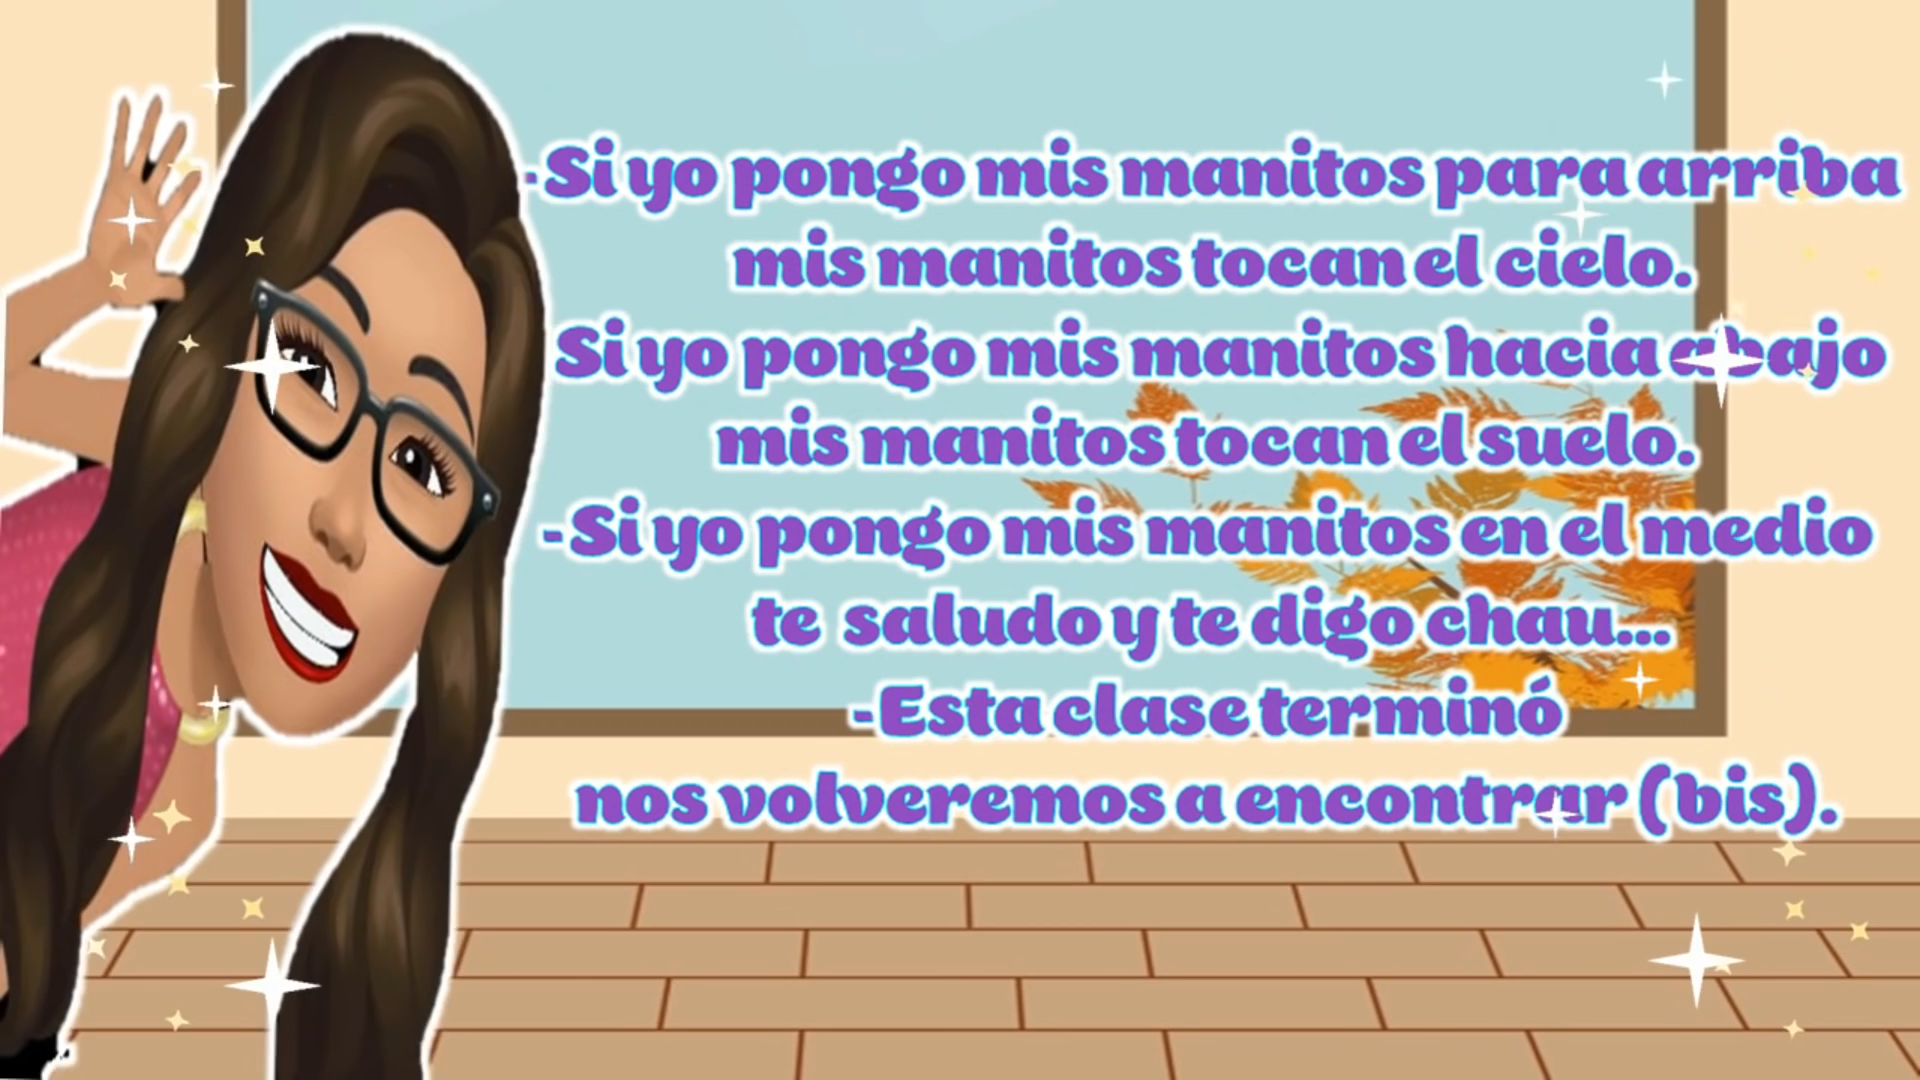 -Si yo pongo mis manitos para arriba
mis manitos tocan el cielo.
Si yo pongo mis manitos hacia abajo
mis manitos tocan el suelo.
-Si yo pongo mis manitos en el medio
te saludo y te digo chau...
-Esta clase terminó
nos volveremos a encontrar (bis).